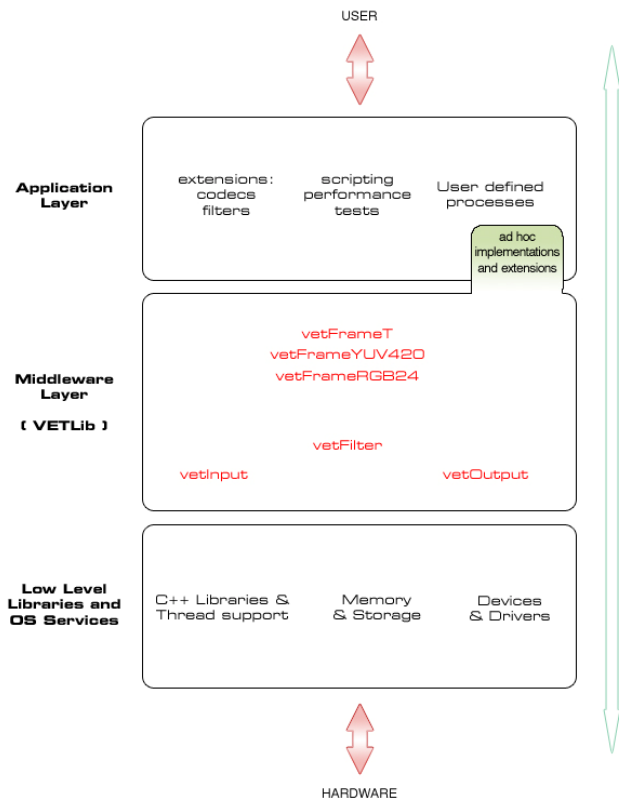 USER
Application
Layer
extensions:
codecs
filters
scripting
performance
tests
User defined
processes
ad hoc
implementations
and extensions
Middleware
Layer
( VETLib )
vetFrameT
vetFrameYUV420
vetFrameRGB24
vetFilter
vetInput
vetOutput
Low Level
Libraries and
OS Services
C++ Libraries &
Thread support
Memory
& Storage
Devices
& Drivers
HARDWARE